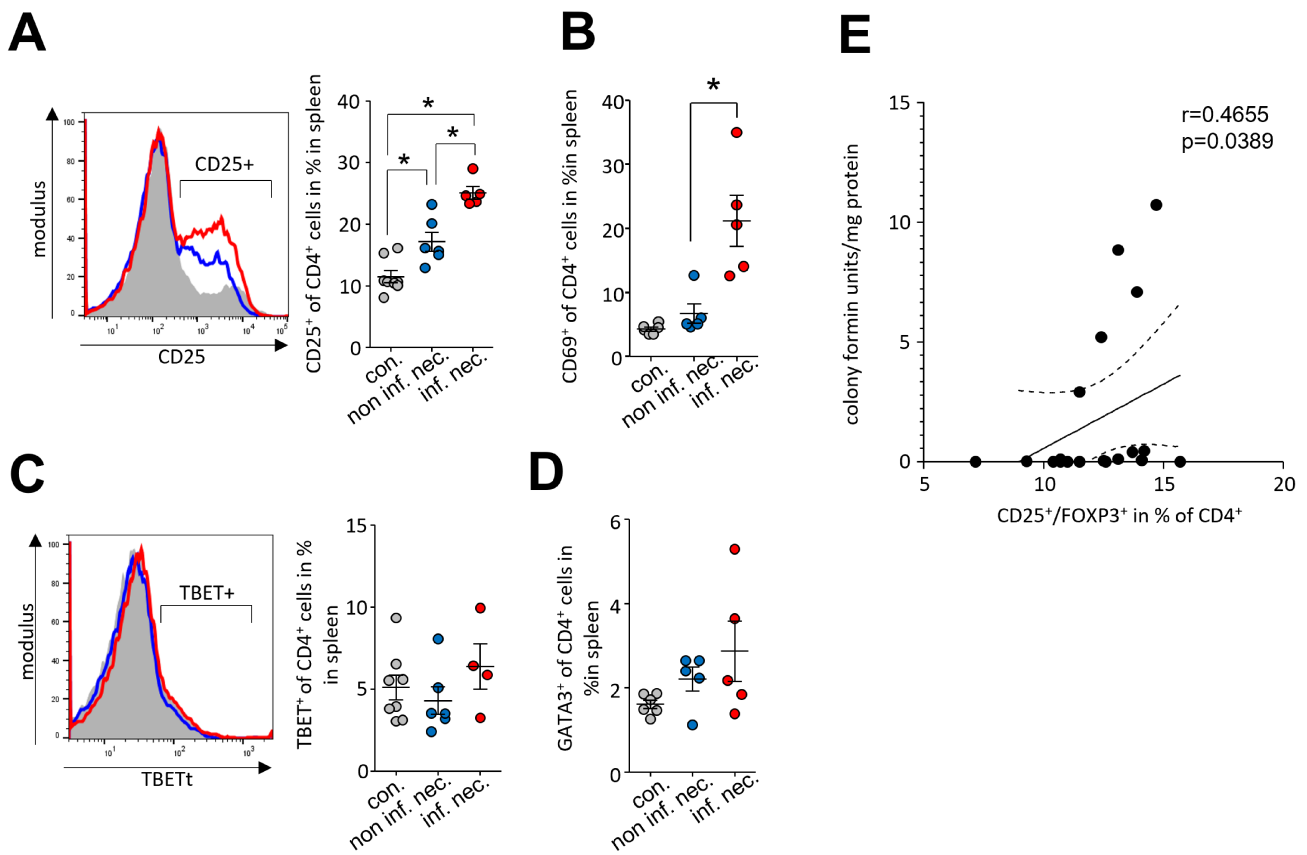 A
modulus
100
80
60
40
20
0
CD25+
10¹
10²
10³
10⁴
10⁵
CD25
CD25⁺ of CD4⁺ cells in % in spleen
40
30
20
10
0
*
*
*
con.
non inf. nec.
inf. nec.
B
CD69⁺ of CD4⁺ cells in %in spleen
40
30
20
10
0
*
con.
non inf. nec.
inf. nec.
E
colony formin units/mg protein
15
10
5
0
r=0.4655
p=0.0389
5
10
15
20
CD25⁺/FOXP3⁺ in % of CD4⁺
C
modulus
100
80
60
40
20
0
TBET+
10¹
10²
10³
TBETt
TBET⁺ of CD4⁺ cells in %
in spleen
15
10
5
0
con.
non inf. nec.
inf. nec.
D
GATA3⁺ of CD4⁺ cells in
%in spleen
6
4
2
0
con.
non inf. nec.
inf. nec.